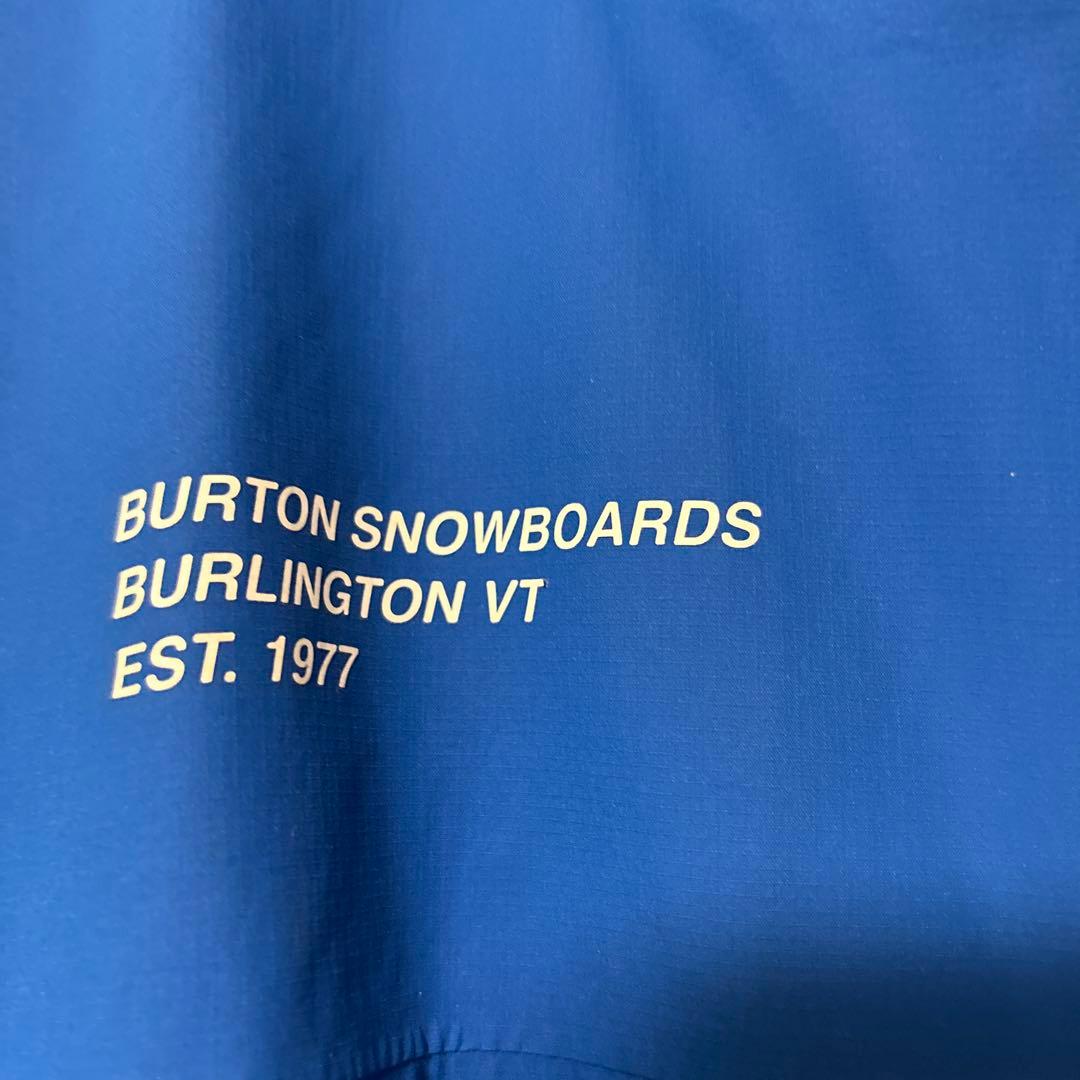 BURTON SNOWBOARDS
BURLINGTON VT
EST. 1977